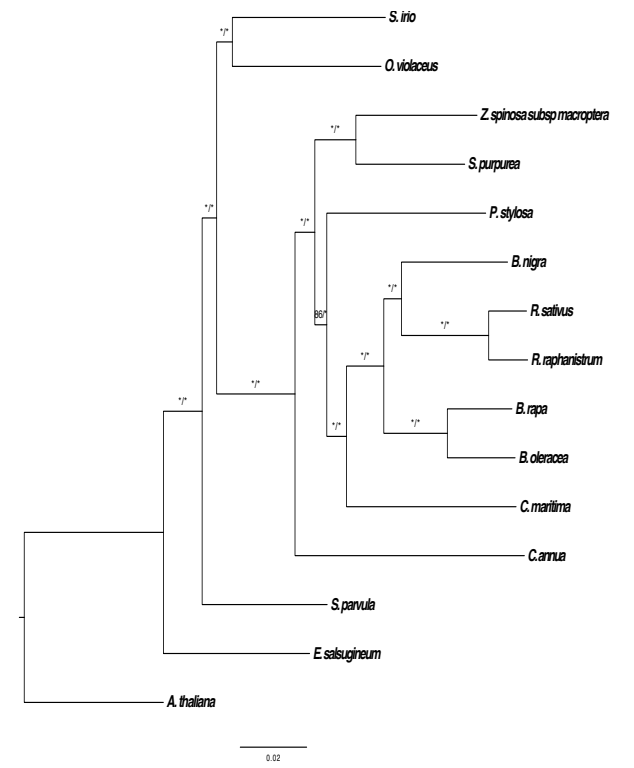 S. irio
*/*
O. violaceus
Z. spinosa subsp macroptera
*/*
S. purpurea
*/*
P. stylosa
*/*
B. nigra
*/*
R. sativus
86/*
*/*
R. raphanistrum
*/*
*/*
B. rapa
*/*
*/*
*/*
B. oleracea
C. maritima
C. annua
S. parvula
E. salsugineum
A. thaliana
0.02